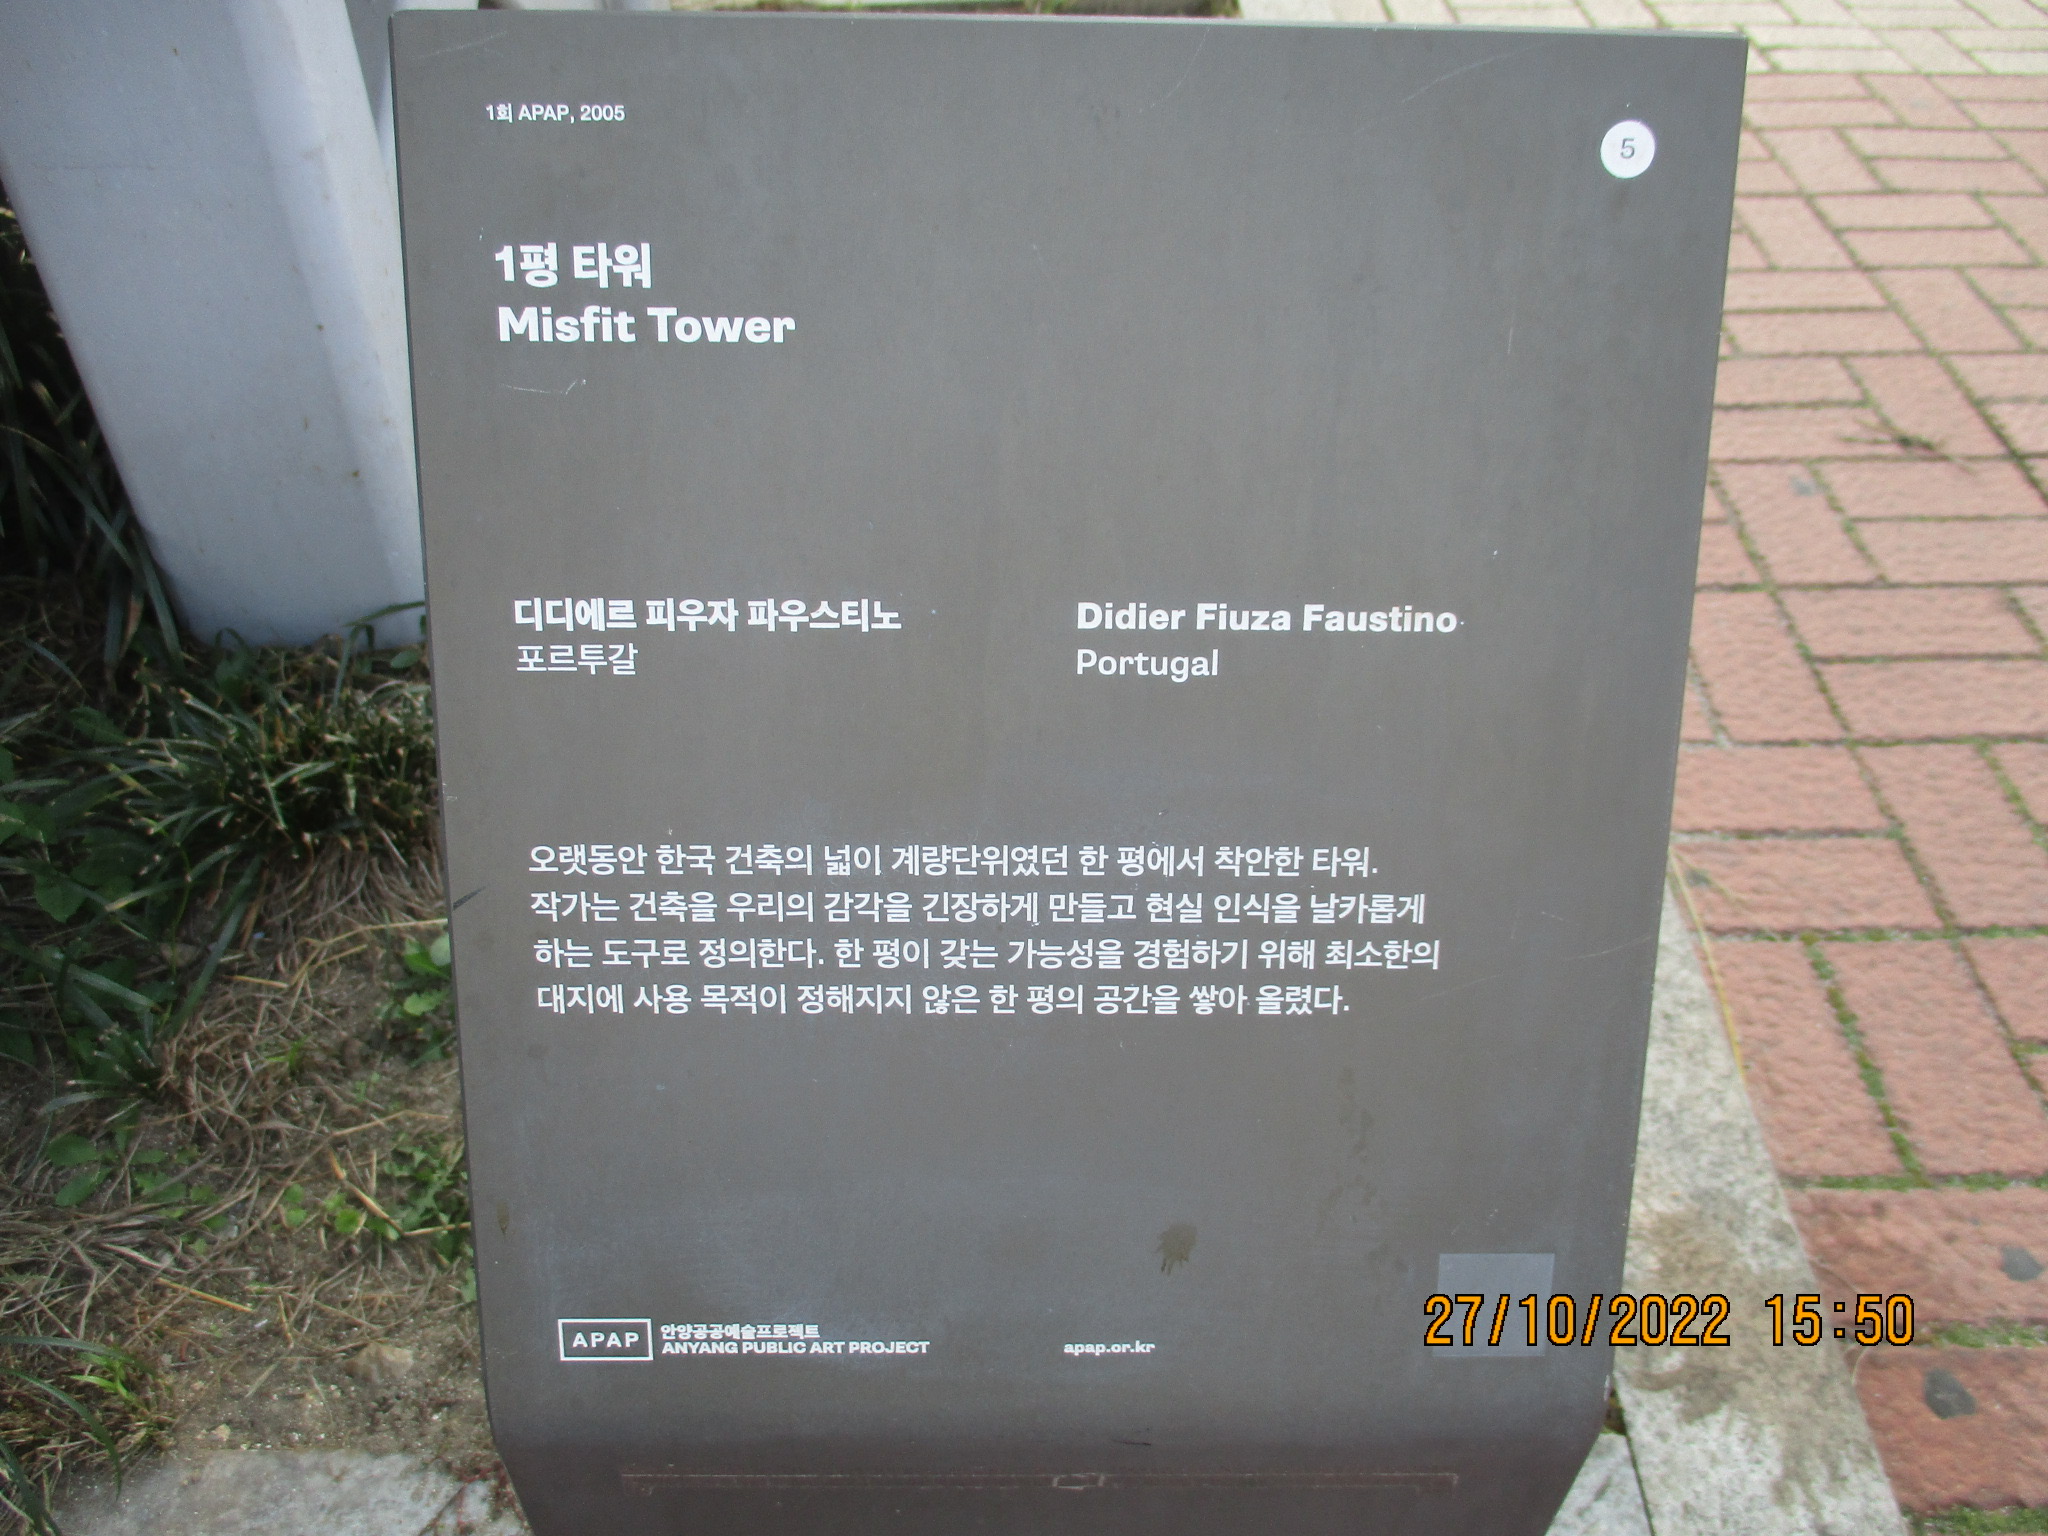 1회 APAP, 2005
5
1평 타워
Misfit Tower
디디에르 피우자 파우스티노
포르투갈
Didier Fiuza Faustino
Portugal
오랫동안 한국 건축의 넓이 계량단위였던 한 평에서 착안한 타워.
작가는 건축을 우리의 감각을 긴장하게 만들고 현실 인식을 날카롭게
하는 도구로 정의한다. 한 평이 갖는 가능성을 경험하기 위해 최소한의
대지에 사용 목적이 정해지지 않은 한 평의 공간을 쌓아 올렸다.
APAP
안양공공예술프로젝트
ANYANG PUBLIC ART PROJECT
apap.or.kr
27/10/2022 15:50